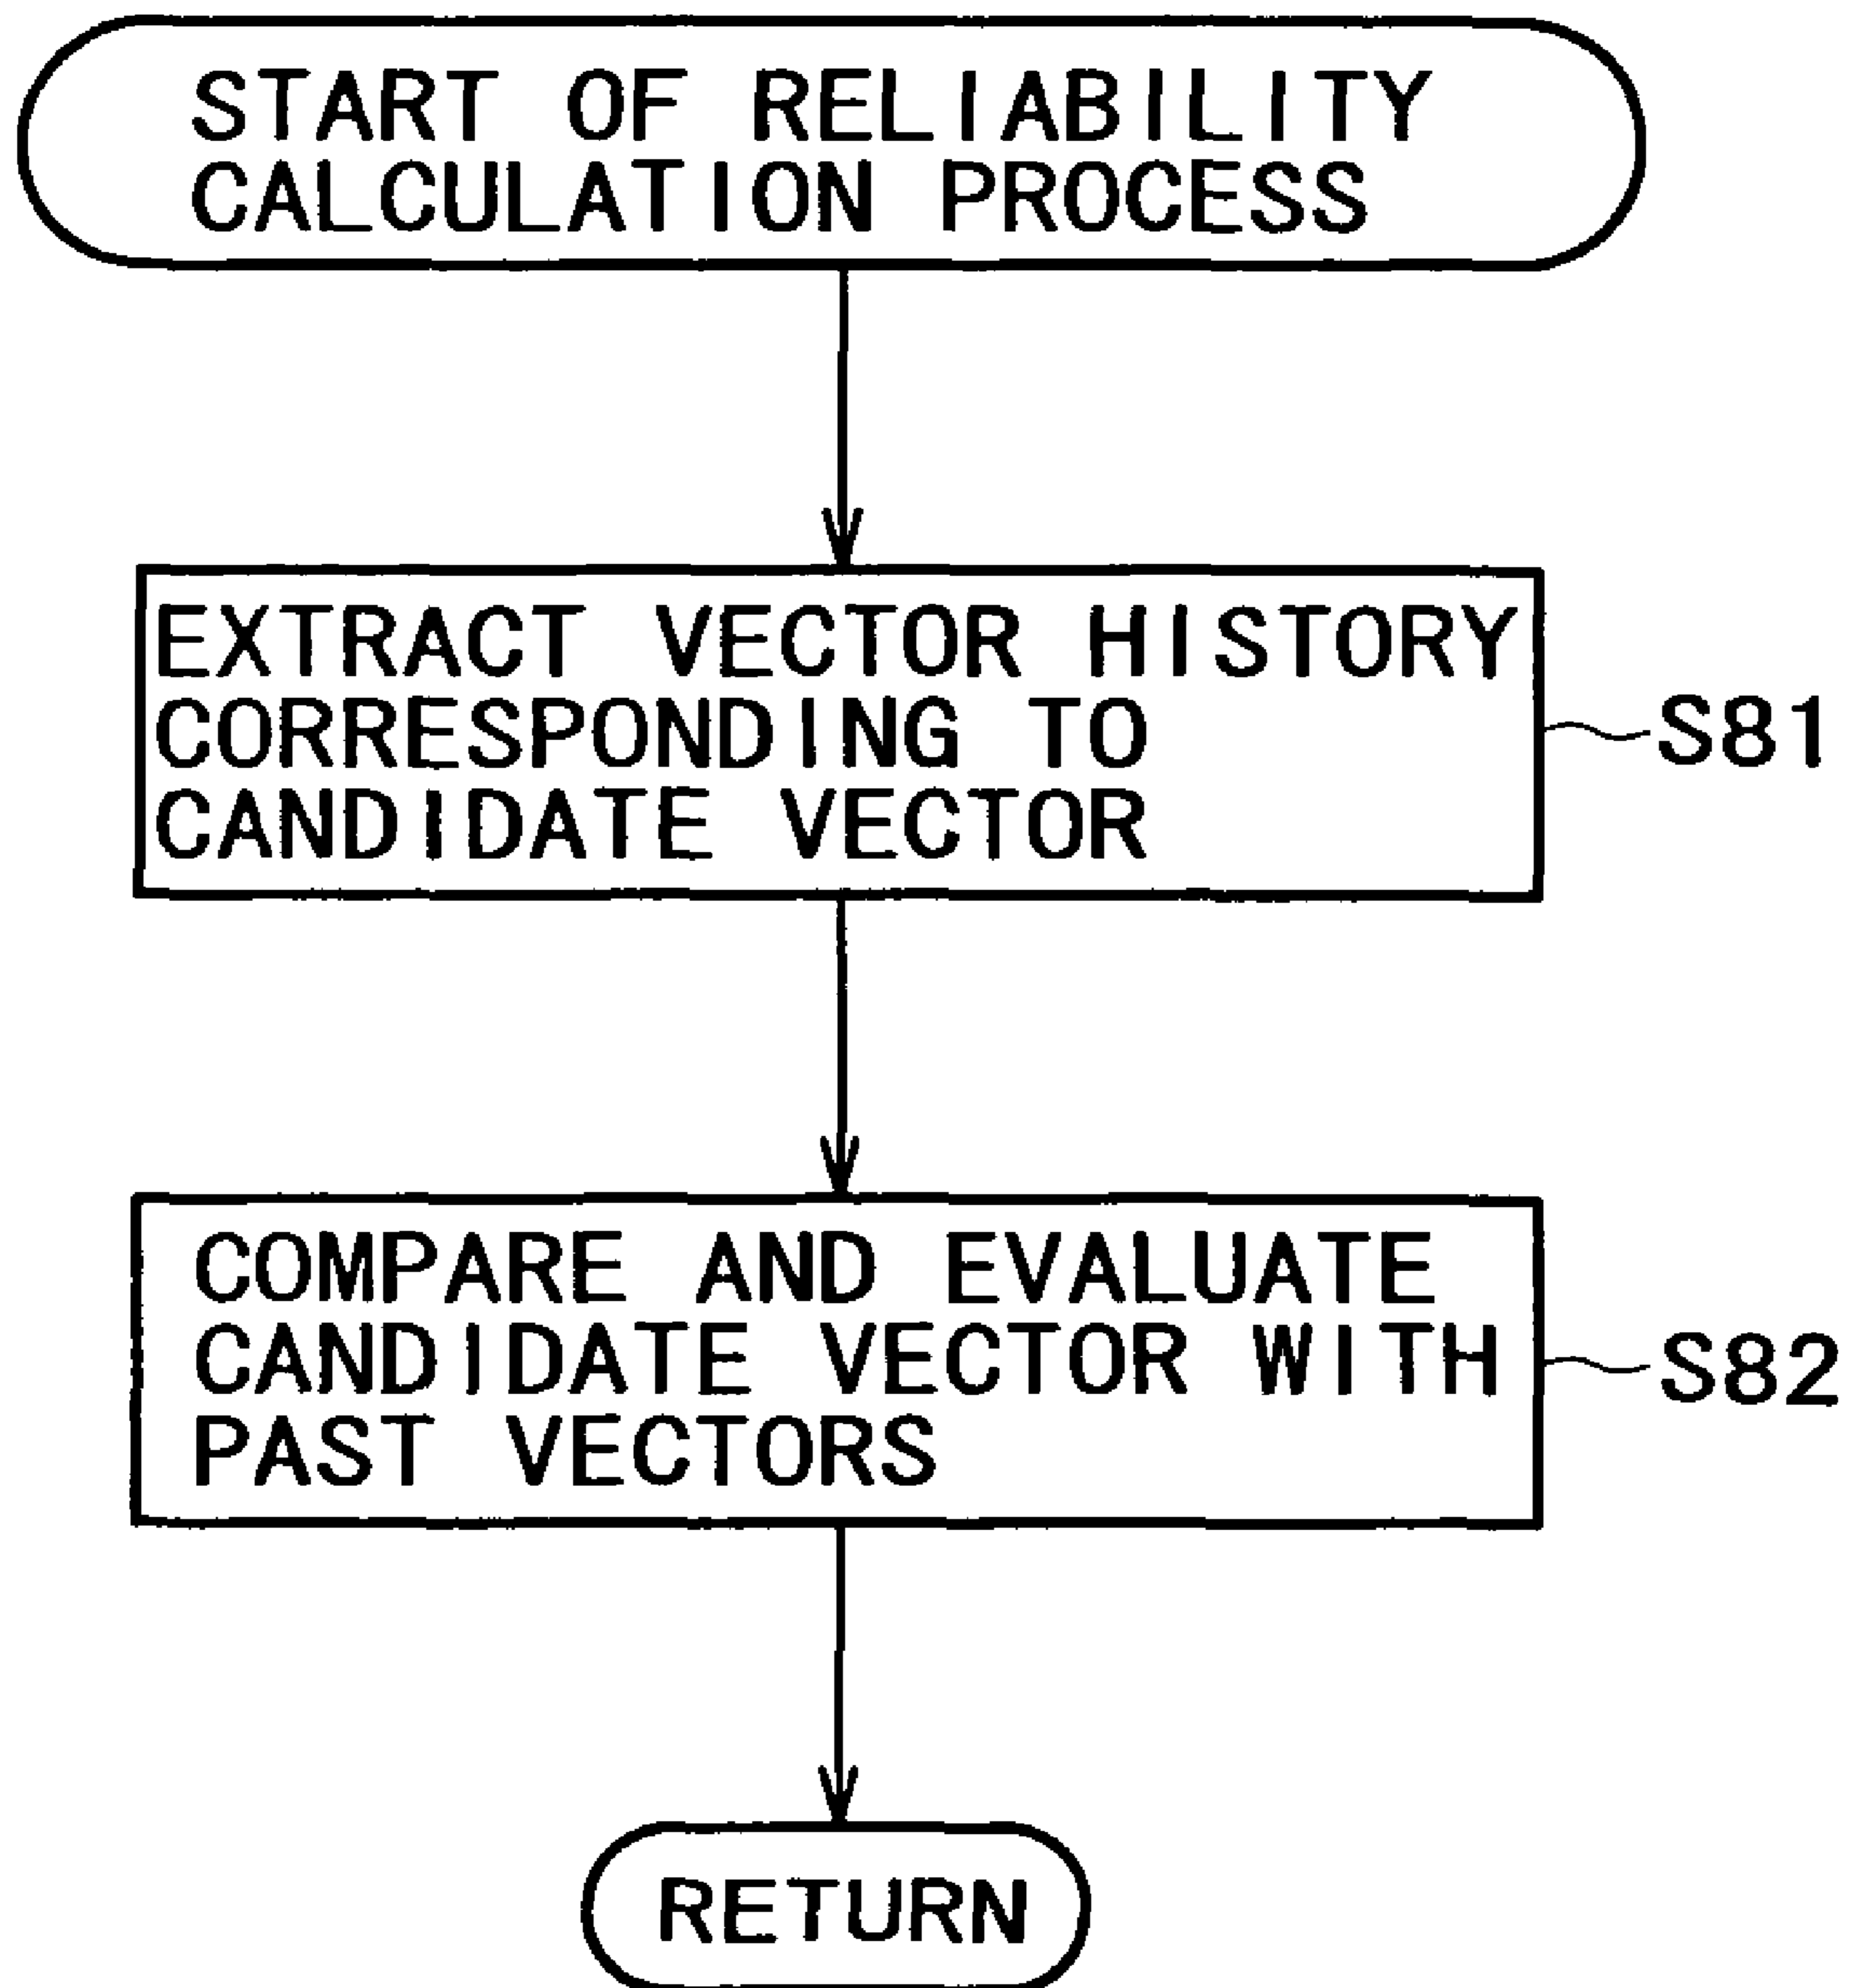 START OF RELIABILITY
CALCULATION PROCESS
EXTRACT VECTOR HISTORY
CORRESPONDING TO
CANDIDATE VECTOR
S81
COMPARE AND EVALUATE
CANDIDATE VECTOR WITH
PAST VECTORS
S82
RETURN